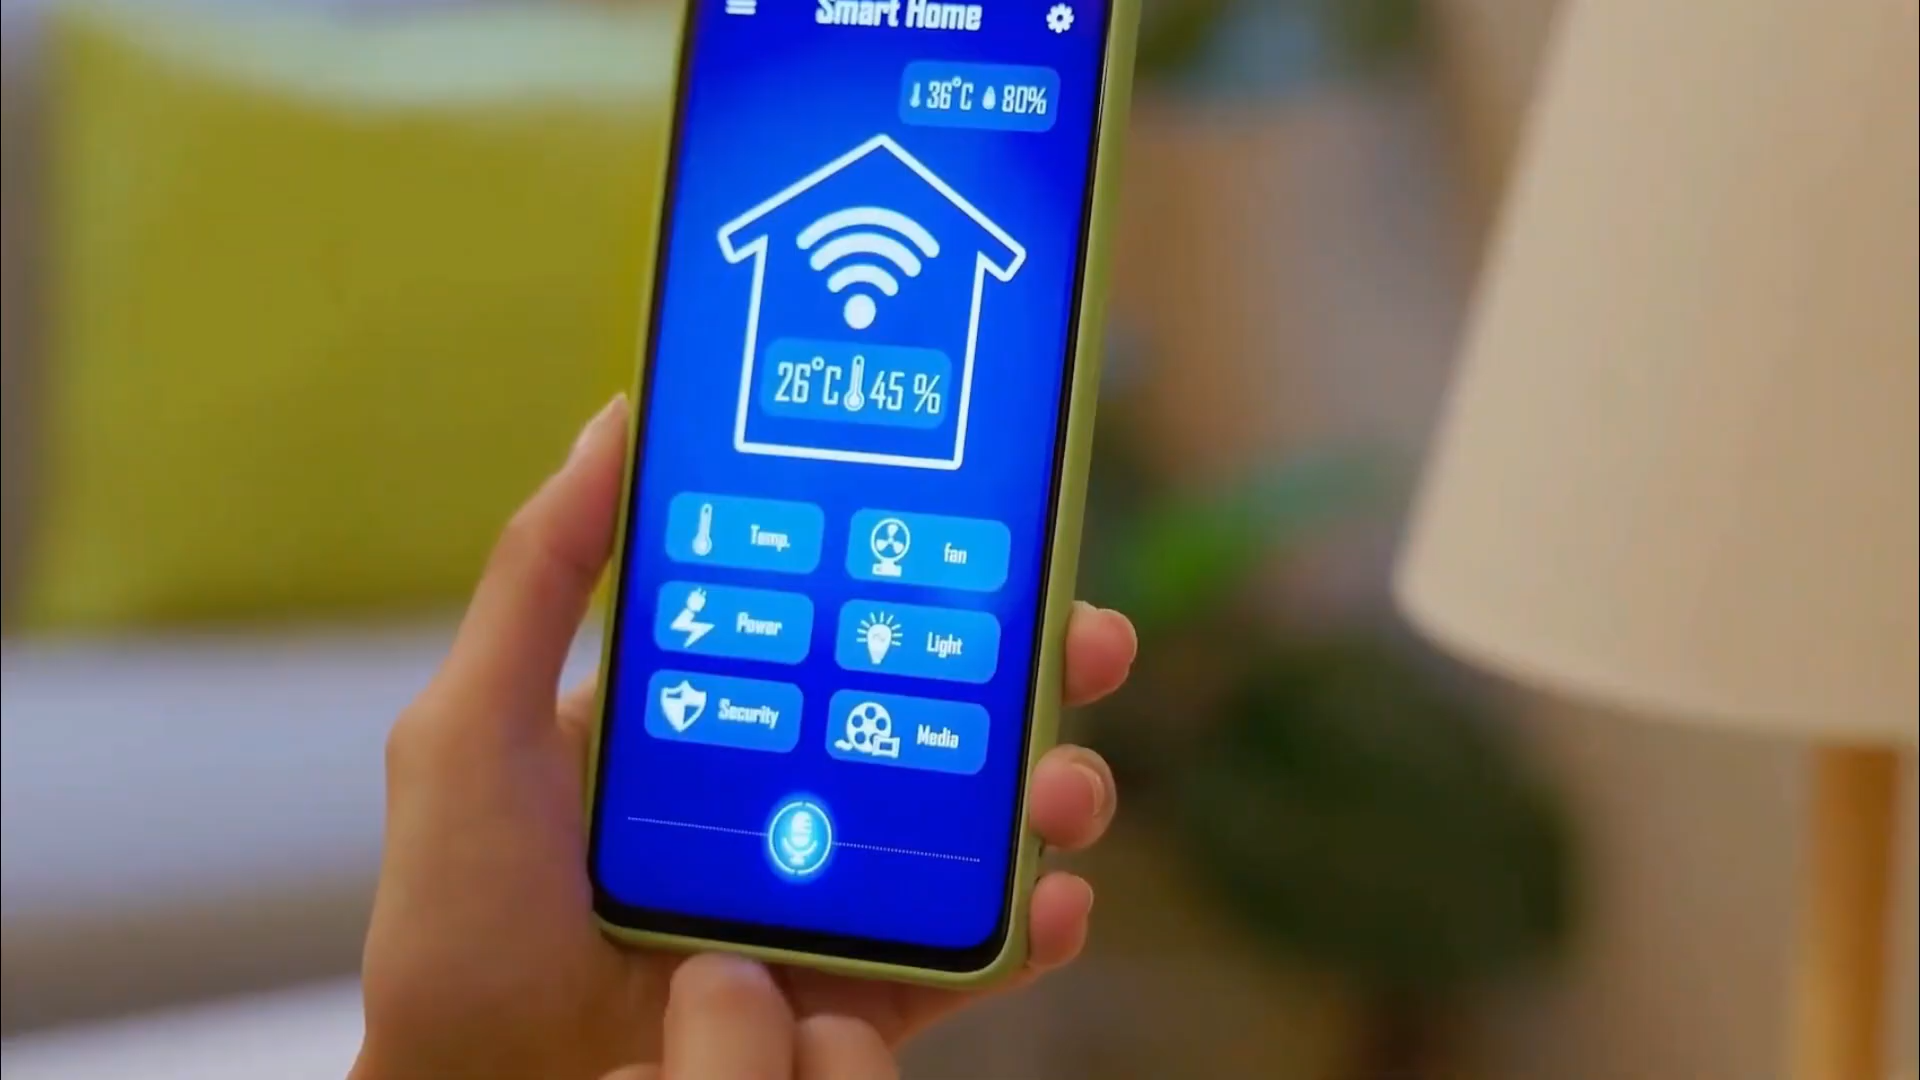 Smart Home
36°C 80%
26°C 45 %
Temp.
fan
Power
Light
Security
Media